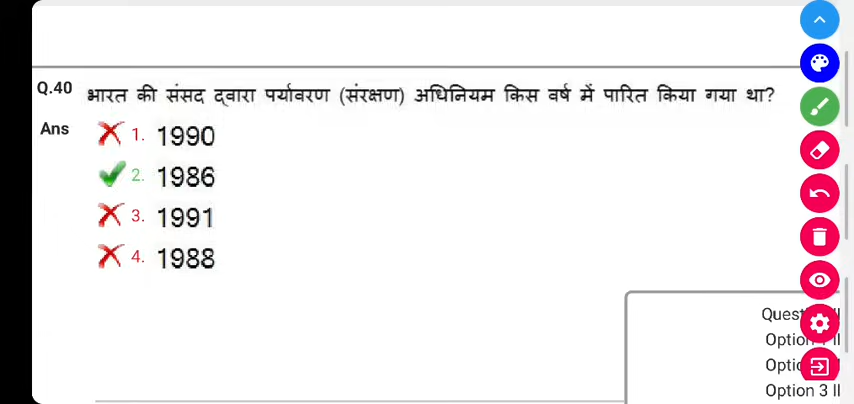 Q.40 भारत की संसद द्वारा पर्यावरण (संरक्षण) अधिनियम किस वर्ष में पारित किया गया था?
Ans 1. 1990
2. 1986
3. 1991
4. 1988
Option 3 II